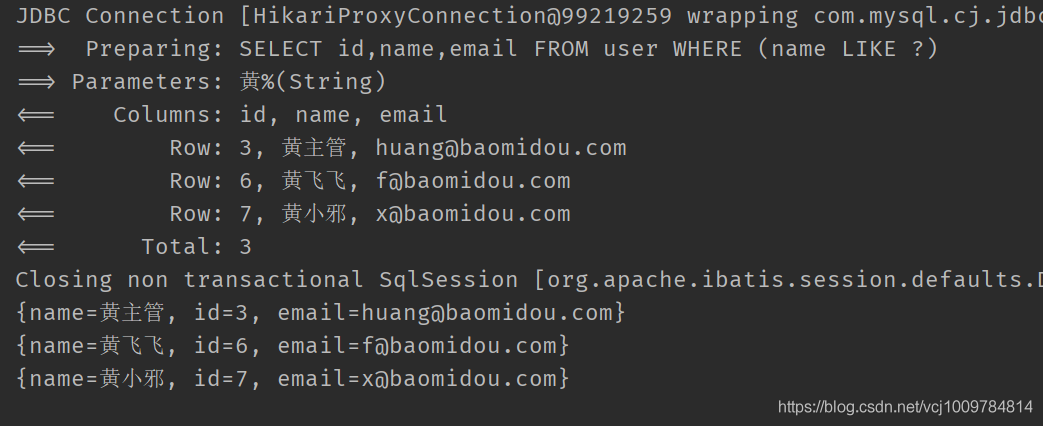 JDBC Connection [HikariProxyConnection@99219259 wrapping com.mysql.cj.jdbc
==> Preparing: SELECT id,name,email FROM user WHERE (name LIKE ?)
==> Parameters: 黄%(String)
<== Columns: id, name, email
<== Row: 3, 黄主管, huang@baomidou.com
<== Row: 6, 黄飞飞, f@baomidou.com
<== Row: 7, 黄小邪, x@baomidou.com
<== Total: 3
Closing non transactional SqlSession [org.apache.ibatis.session.defaults.D
{name=黄主管, id=3, email=huang@baomidou.com}
{name=黄飞飞, id=6, email=f@baomidou.com}
{name=黄小邪, id=7, email=x@baomidou.com}
https://blog.csdn.net/vcj1009784814